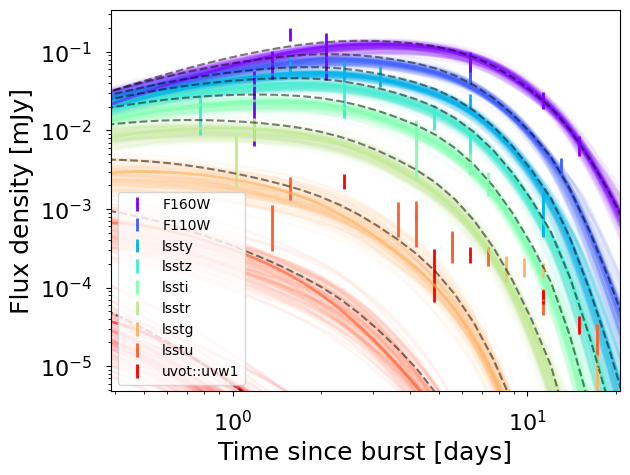 Flux density [mJy]
10⁻¹
10⁻²
10⁻³
10⁻⁴
10⁻⁵
F160W
F110W
lssty
lsstz
lssti
lsstr
lsstg
lsstu
uvot::uvw1
10⁰
10¹
Time since burst [days]